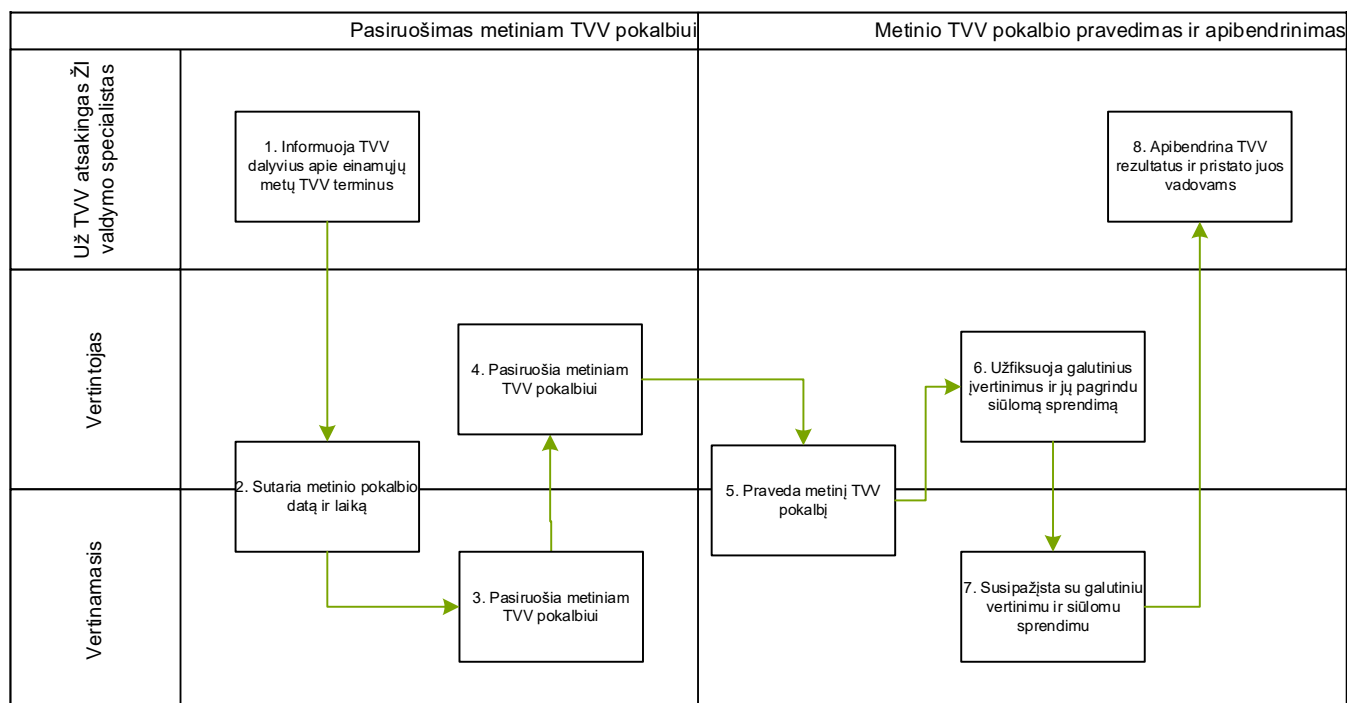 Pasiruošimas metiniam TVV pokalbiui
Metinio TVV pokalbio pravedimas ir apibendrinimas
Už TVV atsakingas ŽI
valdymo specialistas
1. Informuoja TVV
dalyvius apie einamųjų
metų TVV terminus
8. Apibendrina TVV
rezultatus ir pristato juos
vadovams
Vertintojas
4. Pasiruošia metiniam
TVV pokalbiui
6. Užfiksuoja galutinius
įvertinimus ir jų pagrindu
siūlomą sprendimą
2. Sutaria metinio pokalbio
datą ir laiką
5. Praveda metinį TVV
pokalbį
Vertinamasis
3. Pasiruošia metiniam
TVV pokalbiui
7. Susipažįsta su galutiniu
vertinimu ir siūlomu
sprendimu